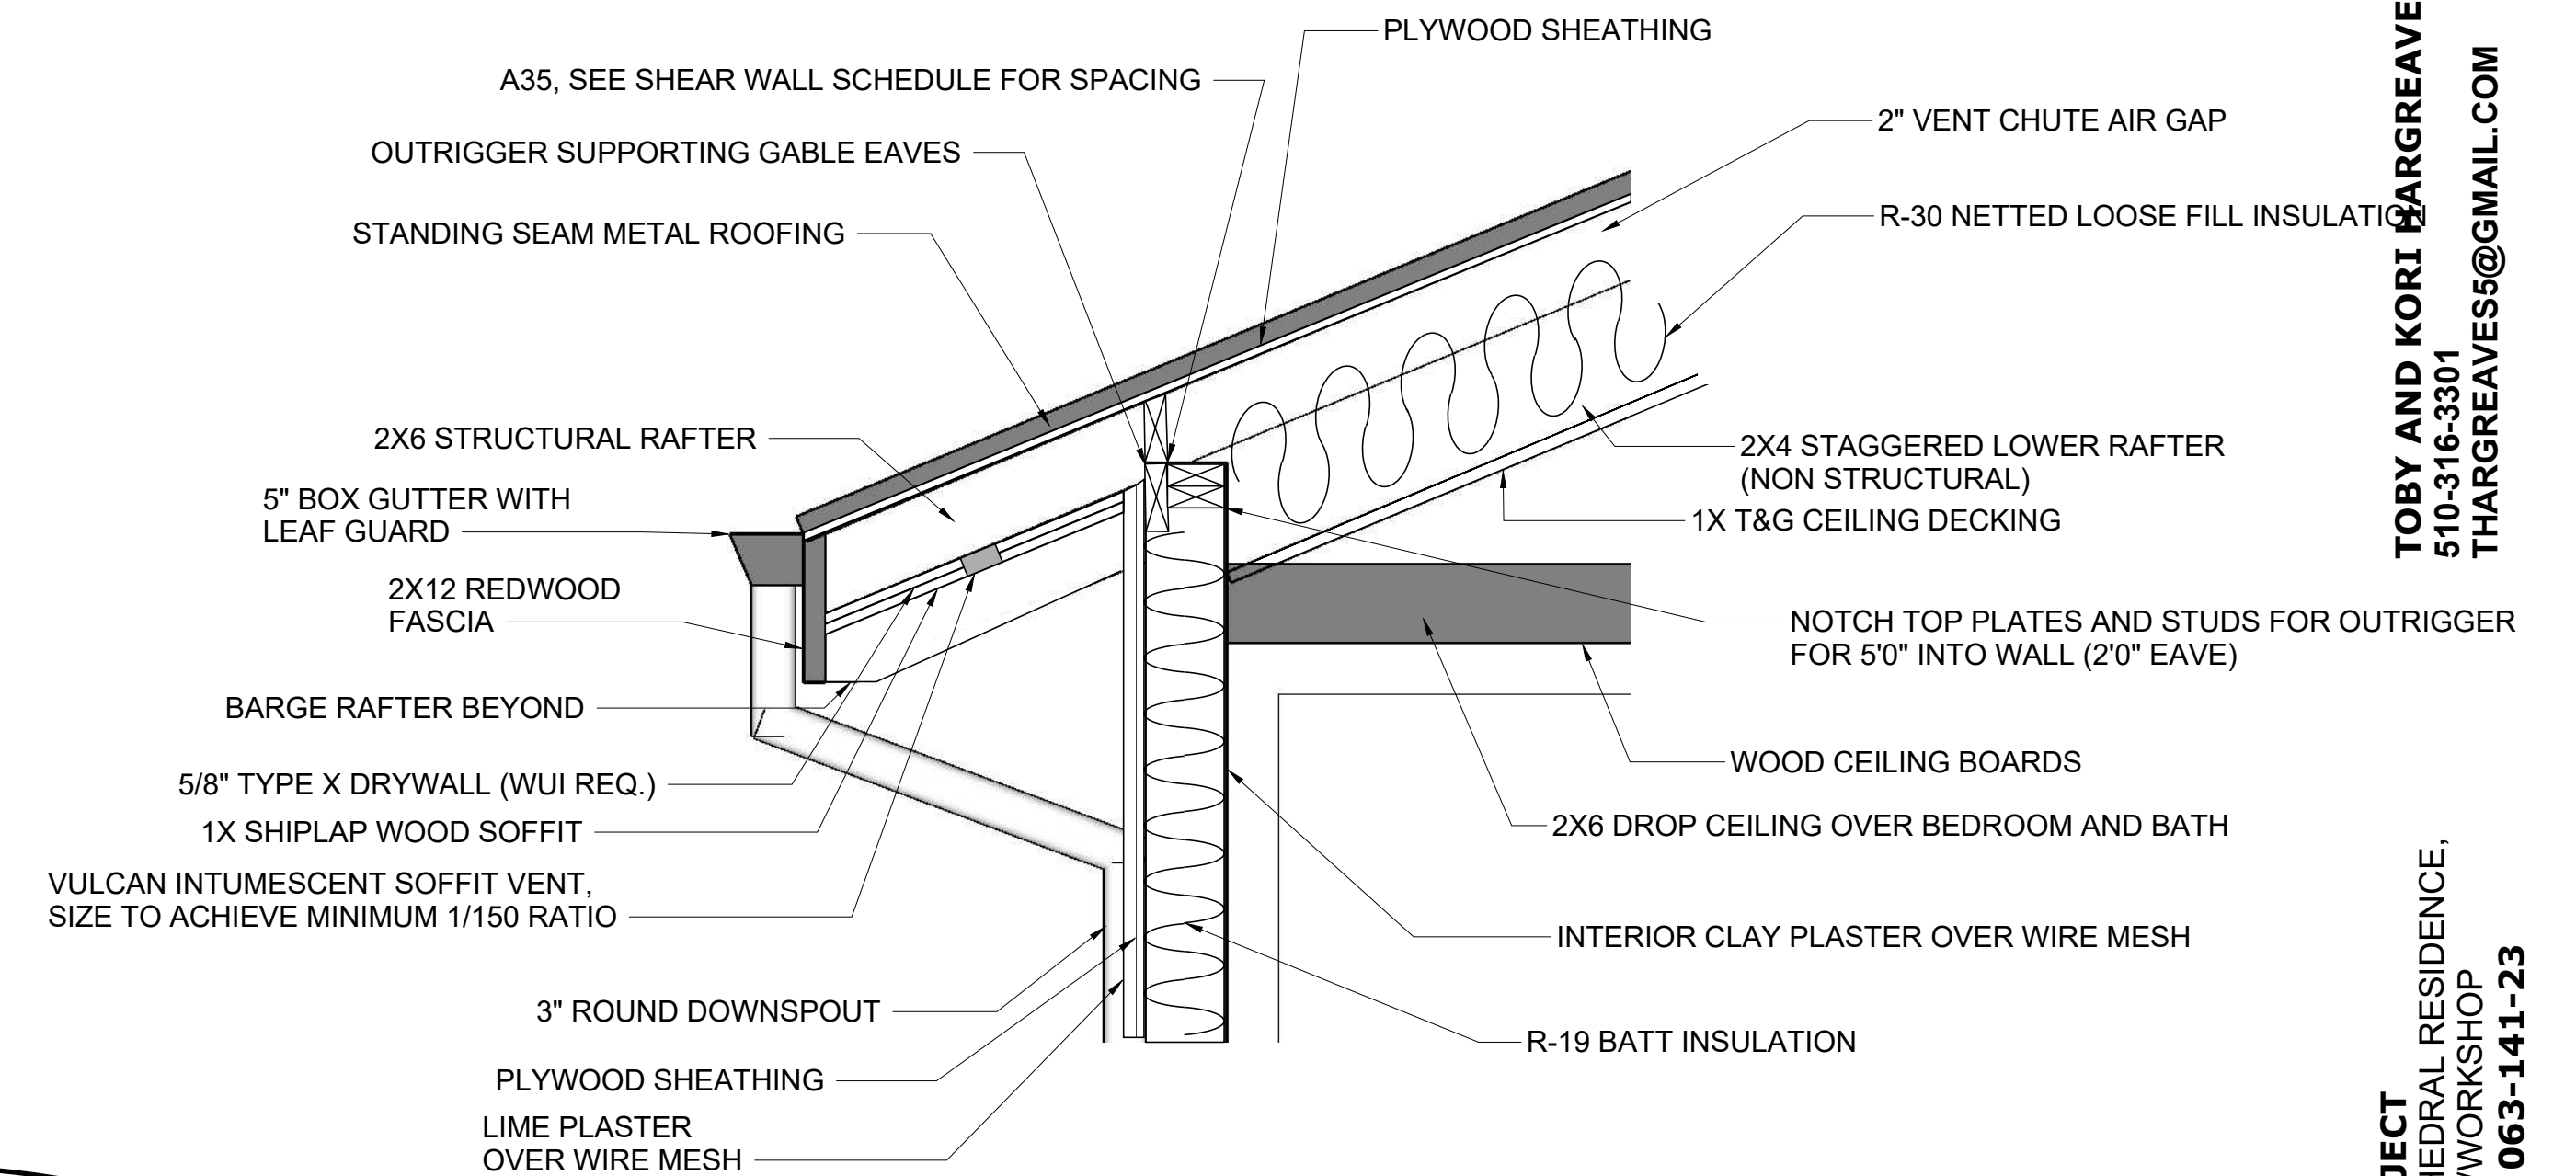 PLYWOOD SHEATHING
A35, SEE SHEAR WALL SCHEDULE FOR SPACING
2" VENT CHUTE AIR GAP
OUTRIGGER SUPPORTING GABLE EAVES
R-30 NETTED LOOSE FILL INSULATION
STANDING SEAM METAL ROOFING
2X6 STRUCTURAL RAFTER
2X4 STAGGERED LOWER RAFTER
(NON STRUCTURAL)
5" BOX GUTTER WITH
LEAF GUARD
1X T&G CEILING DECKING
2X12 REDWOOD
FASCIA
NOTCH TOP PLATES AND STUDS FOR OUTRIGGER
FOR 5'0" INTO WALL (2'0" EAVE)
BARGE RAFTER BEYOND
WOOD CEILING BOARDS
5/8" TYPE X DRYWALL (WUI REQ.)
1X SHIPLAP WOOD SOFFIT
2X6 DROP CEILING OVER BEDROOM AND BATH
VULCAN INTUMESCENT SOFFIT VENT,
SIZE TO ACHIEVE MINIMUM 1/150 RATIO
INTERIOR CLAY PLASTER OVER WIRE MESH
3" ROUND DOWNSPOUT
R-19 BATT INSULATION
PLYWOOD SHEATHING
LIME PLASTER
OVER WIRE MESH
TOBY AND KORI HARGREAVE
510-316-3301
THARGREAVES5@GMAIL.COM
JECT
HEDRAL RESIDENCE,
WORKSHOP
063-141-23